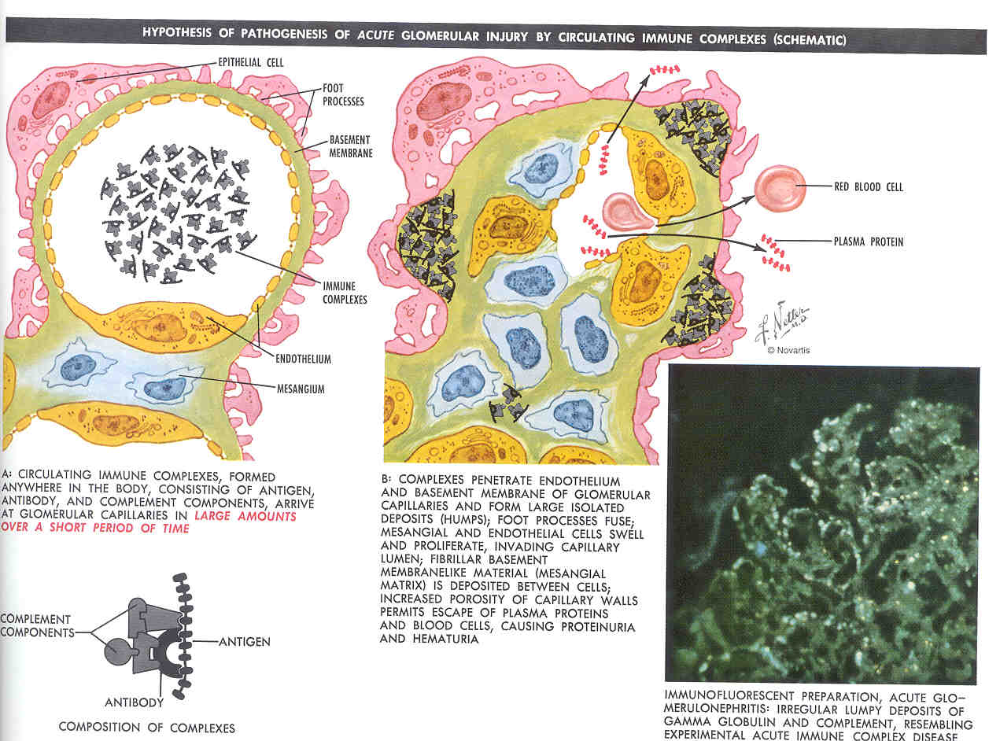 HYPOTHESIS OF PATHOGENESIS OF ACUTE GLOMERULAR INJURY BY CIRCULATING IMMUNE COMPLEXES (SCHEMATIC)
EPITHELIAL CELL
FOOT
PROCESSES
BASEMENT
MEMBRANE
IMMUNE
COMPLEXES
ENDOTHELIUM
MESANGIUM
RED BLOOD CELL
PLASMA PROTEIN
F. Netter
M.D.
© Novartis
A: CIRCULATING IMMUNE COMPLEXES, FORMED
ANYWHERE IN THE BODY, CONSISTING OF ANTIGEN,
ANTIBODY, AND COMPLEMENT COMPONENTS, ARRIVE
AT GLOMERULAR CAPILLARIES IN LARGE AMOUNTS
OVER A SHORT PERIOD OF TIME
COMPLEMENT
COMPONENTS
ANTIGEN
ANTIBODY
COMPOSITION OF COMPLEXES
B: COMPLEXES PENETRATE ENDOTHELIUM
AND BASEMENT MEMBRANE OF GLOMERULAR
CAPILLARIES AND FORM LARGE ISOLATED
DEPOSITS (HUMPS); FOOT PROCESSES FUSE;
MESANGIAL AND ENDOTHELIAL CELLS SWELL
AND PROLIFERATE, INVADING CAPILLARY
LUMEN; FIBRILLAR BASEMENT
MEMBRANELIKE MATERIAL (MESANGIAL
MATRIX) IS DEPOSITED BETWEEN CELLS;
INCREASED POROSITY OF CAPILLARY WALLS
PERMITS ESCAPE OF PLASMA PROTEINS
AND BLOOD CELLS, CAUSING PROTEINURIA
AND HEMATURIA
IMMUNOFLUORESCENT PREPARATION, ACUTE GLO-
MERULONEPHRITIS: IRREGULAR LUMPY DEPOSITS OF
GAMMA GLOBULIN AND COMPLEMENT, RESEMBLING
EXPERIMENTAL ACUTE IMMUNE COMPLEX DISEASE